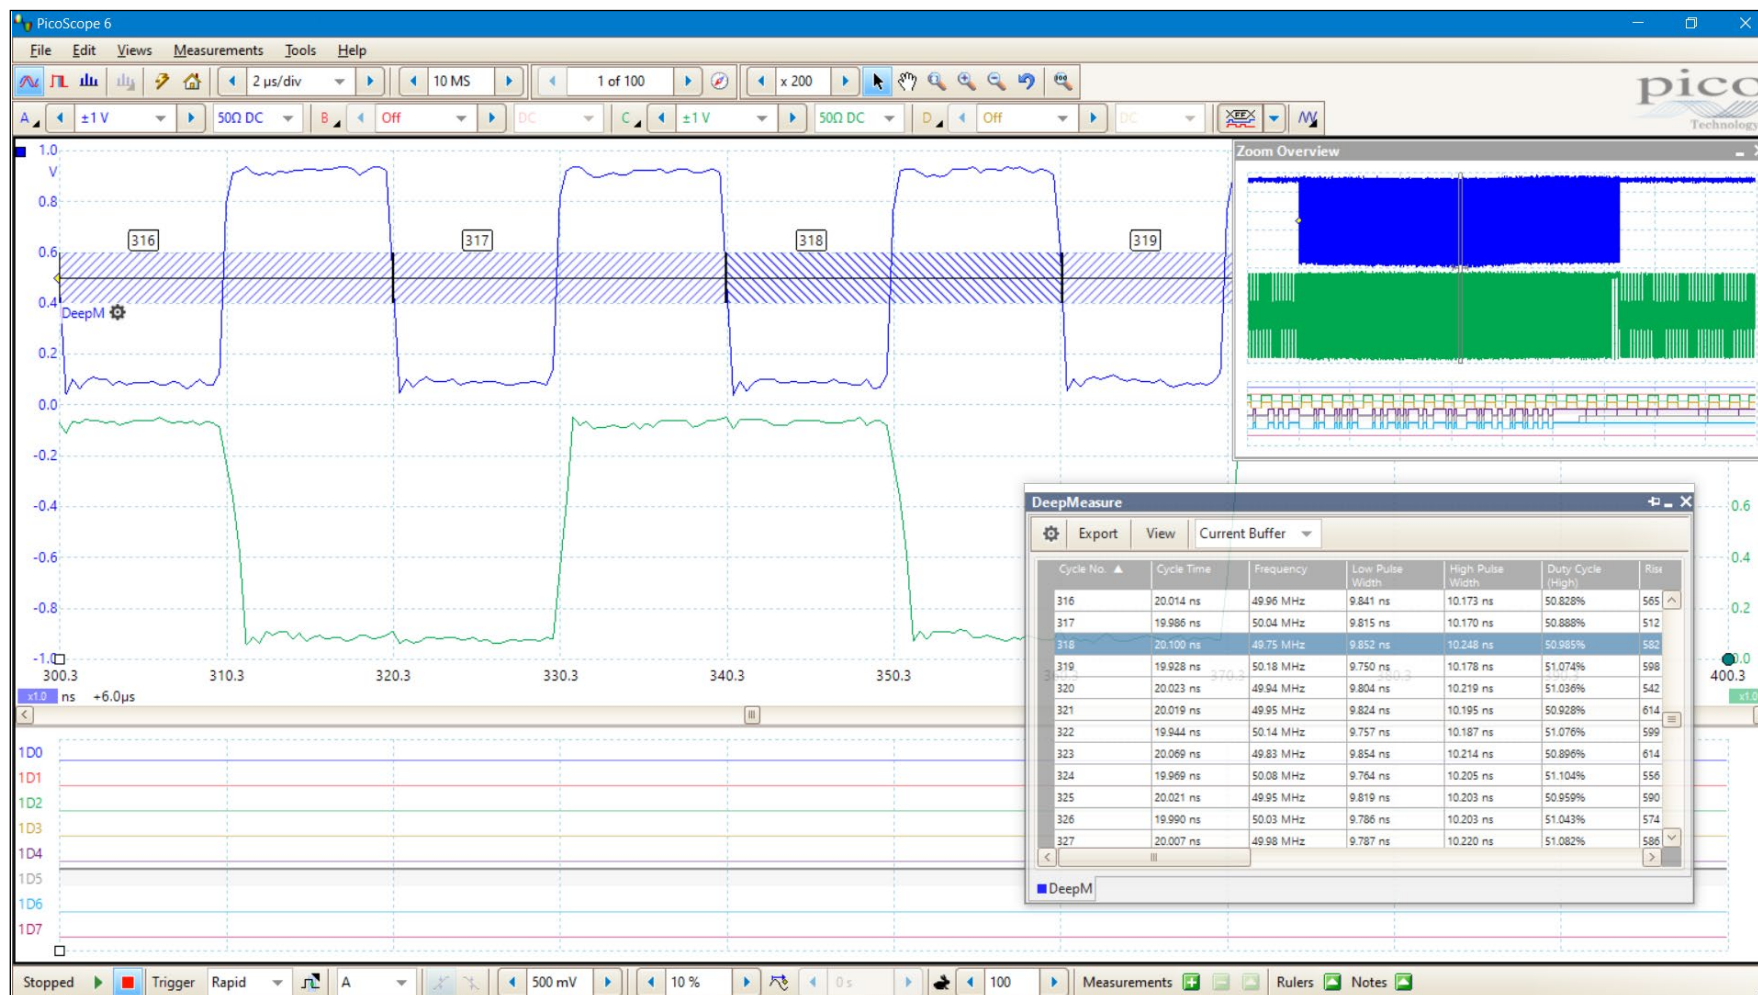 PicoScope 6
File Edit Views Measurements Tools Help
2 µs/div 10 MS 1 of 100 x 200
pico
Technology
A ±1 V 50Ω DC B Off DC C ±1 V 50Ω DC D Off DC
1.0
V
0.8
0.6
0.4
0.2
0.0
-0.2
-0.4
-0.6
-0.8
-1.0
316 317 318 319
DeepM
Zoom Overview
0.6
0.4
0.2
0.0
300.3 310.3 320.3 330.3 340.3 350.3 360.3 370.3 380.3 390.3 400.3
x1.0 ns +6.0µs
x1.0
DeepMeasure
Export View Current Buffer
Cycle No. Cycle Time Frequency Low Pulse Width High Pulse Width Duty Cycle (High) Rise
316 20.014 ns 49.96 MHz 9.841 ns 10.173 ns 50.828% 565
317 19.986 ns 50.04 MHz 9.815 ns 10.170 ns 50.888% 512
318 20.100 ns 49.75 MHz 9.852 ns 10.248 ns 50.985% 582
319 19.928 ns 50.18 MHz 9.750 ns 10.178 ns 51.074% 598
320 20.023 ns 49.94 MHz 9.804 ns 10.219 ns 51.036% 542
321 20.019 ns 49.95 MHz 9.824 ns 10.195 ns 50.928% 614
322 19.944 ns 50.14 MHz 9.757 ns 10.187 ns 51.076% 599
323 20.069 ns 49.83 MHz 9.854 ns 10.214 ns 50.896% 614
324 19.969 ns 50.08 MHz 9.764 ns 10.205 ns 51.104% 556
325 20.021 ns 49.95 MHz 9.819 ns 10.203 ns 50.959% 590
326 19.990 ns 50.03 MHz 9.786 ns 10.203 ns 51.043% 574
327 20.007 ns 49.98 MHz 9.787 ns 10.220 ns 51.082% 586
DeepM
1D0
1D1
1D2
1D3
1D4
1D5
1D6
1D7
Stopped Trigger Rapid A 500 mV 10 % 0 s 100 Measurements Rulers Notes